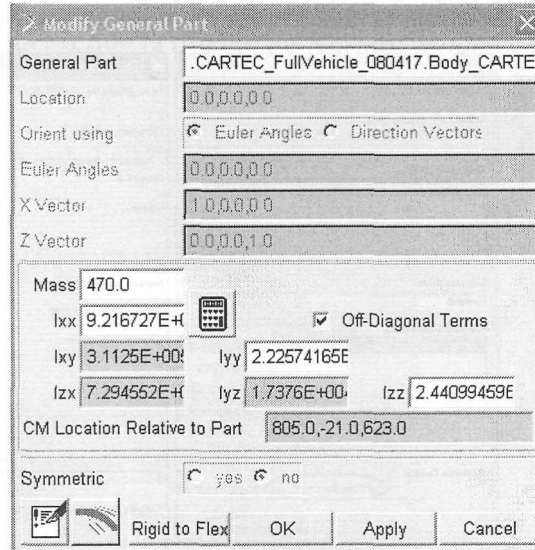 Modify General Part
General Part .CARTEC_FullVehicle_080417.Body_CARTE
Location 0.0,0.0,0.0
Orient using Euler Angles Direction Vectors
Euler Angles 0.0,0.0,0.0
X Vector 1.0,0.0,0.0
Z Vector 0.0,0.0,1.0
Mass 470.0
Ixx 9.216727E+0 Off-Diagonal Terms
Ixy 3.1125E+005 Iyy 2.22574165E
Izx 7.294552E+0 Iyz 1.7376E+00 Izz 2.44099459E
CM Location Relative to Part 805.0,-21.0,623.0
Symmetric yes no
Rigid to Flex OK Apply Cancel